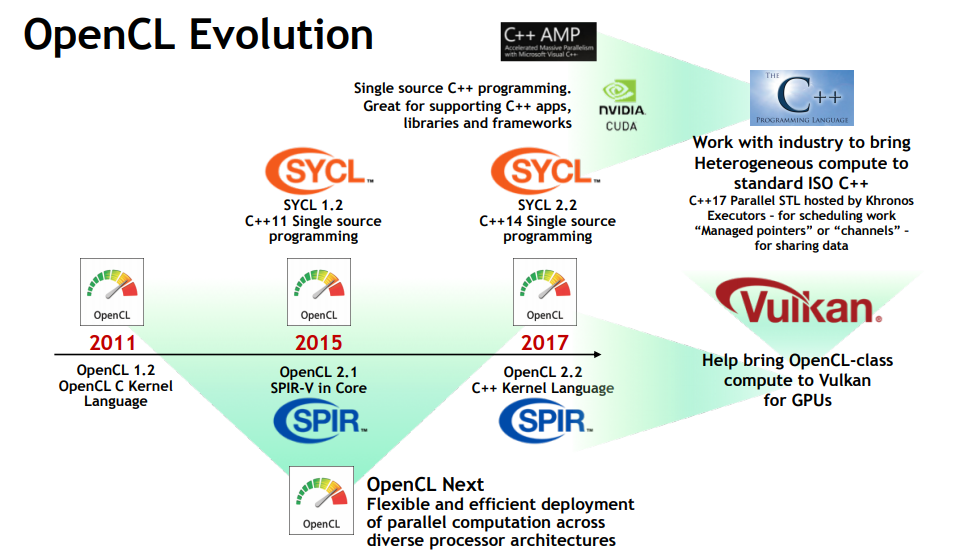 OpenCL Evolution
C++ AMP
Accelerated Massive Parallelism
with Microsoft Visual C++
Single source C++ programming.
Great for supporting C++ apps,
libraries and frameworks
NVIDIA.
CUDA
THE
C++
PROGRAMMING LANGUAGE
Work with industry to bring
Heterogeneous compute to
standard ISO C++
C++17 Parallel STL hosted by Khronos
Executors – for scheduling work
“Managed pointers” or “channels” –
for sharing data
SYCL™
SYCL 1.2
C++11 Single source
programming
SYCL™
SYCL 2.2
C++14 Single source
programming
OpenCL
OpenCL
OpenCL
2011
2015
2017
OpenCL 1.2
OpenCL C Kernel
Language
OpenCL 2.1
SPIR-V in Core
SPIR™
OpenCL 2.2
C++ Kernel Language
SPIR™
Vulkan®
Help bring OpenCL-class
compute to Vulkan
for GPUs
OpenCL
OpenCL Next
Flexible and efficient deployment
of parallel computation across
diverse processor architectures